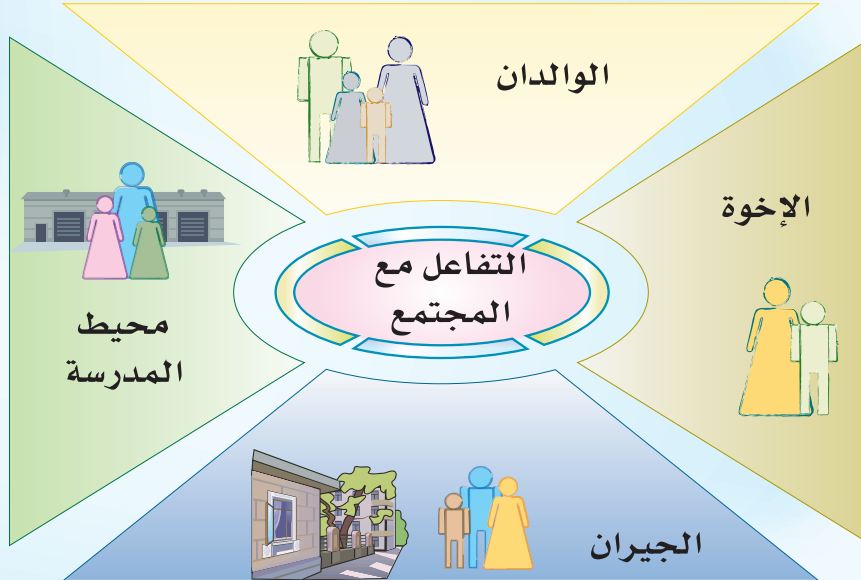 الوالدان
الإخوة
التفاعل مع
المجتمع
محيط
المدرسة
الجيران